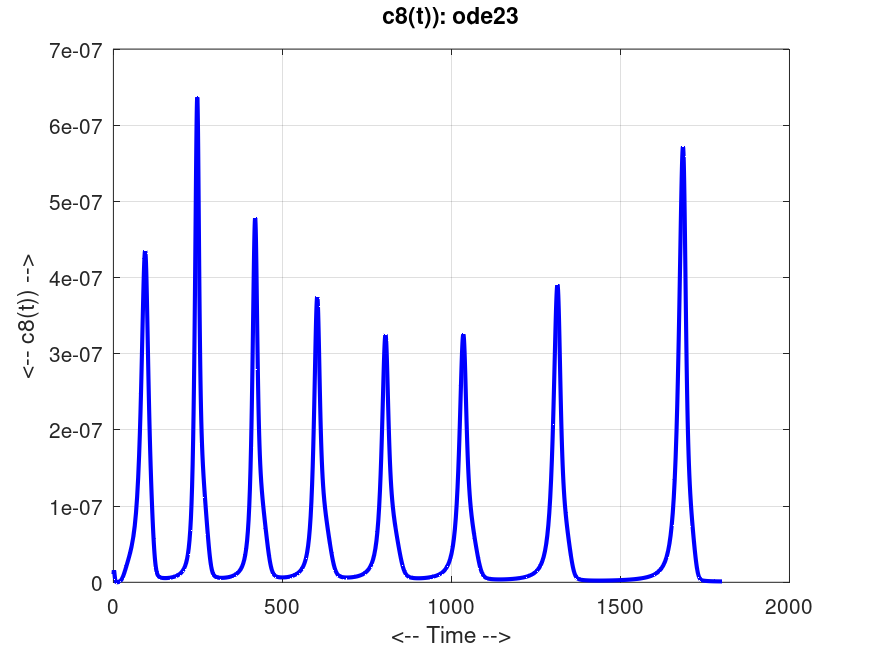 c8(t)): ode23
7e-07
6e-07
5e-07
4e-07
3e-07
2e-07
1e-07
0
<-- c8(t)) -->
0 500 1000 1500 2000
<-- Time -->